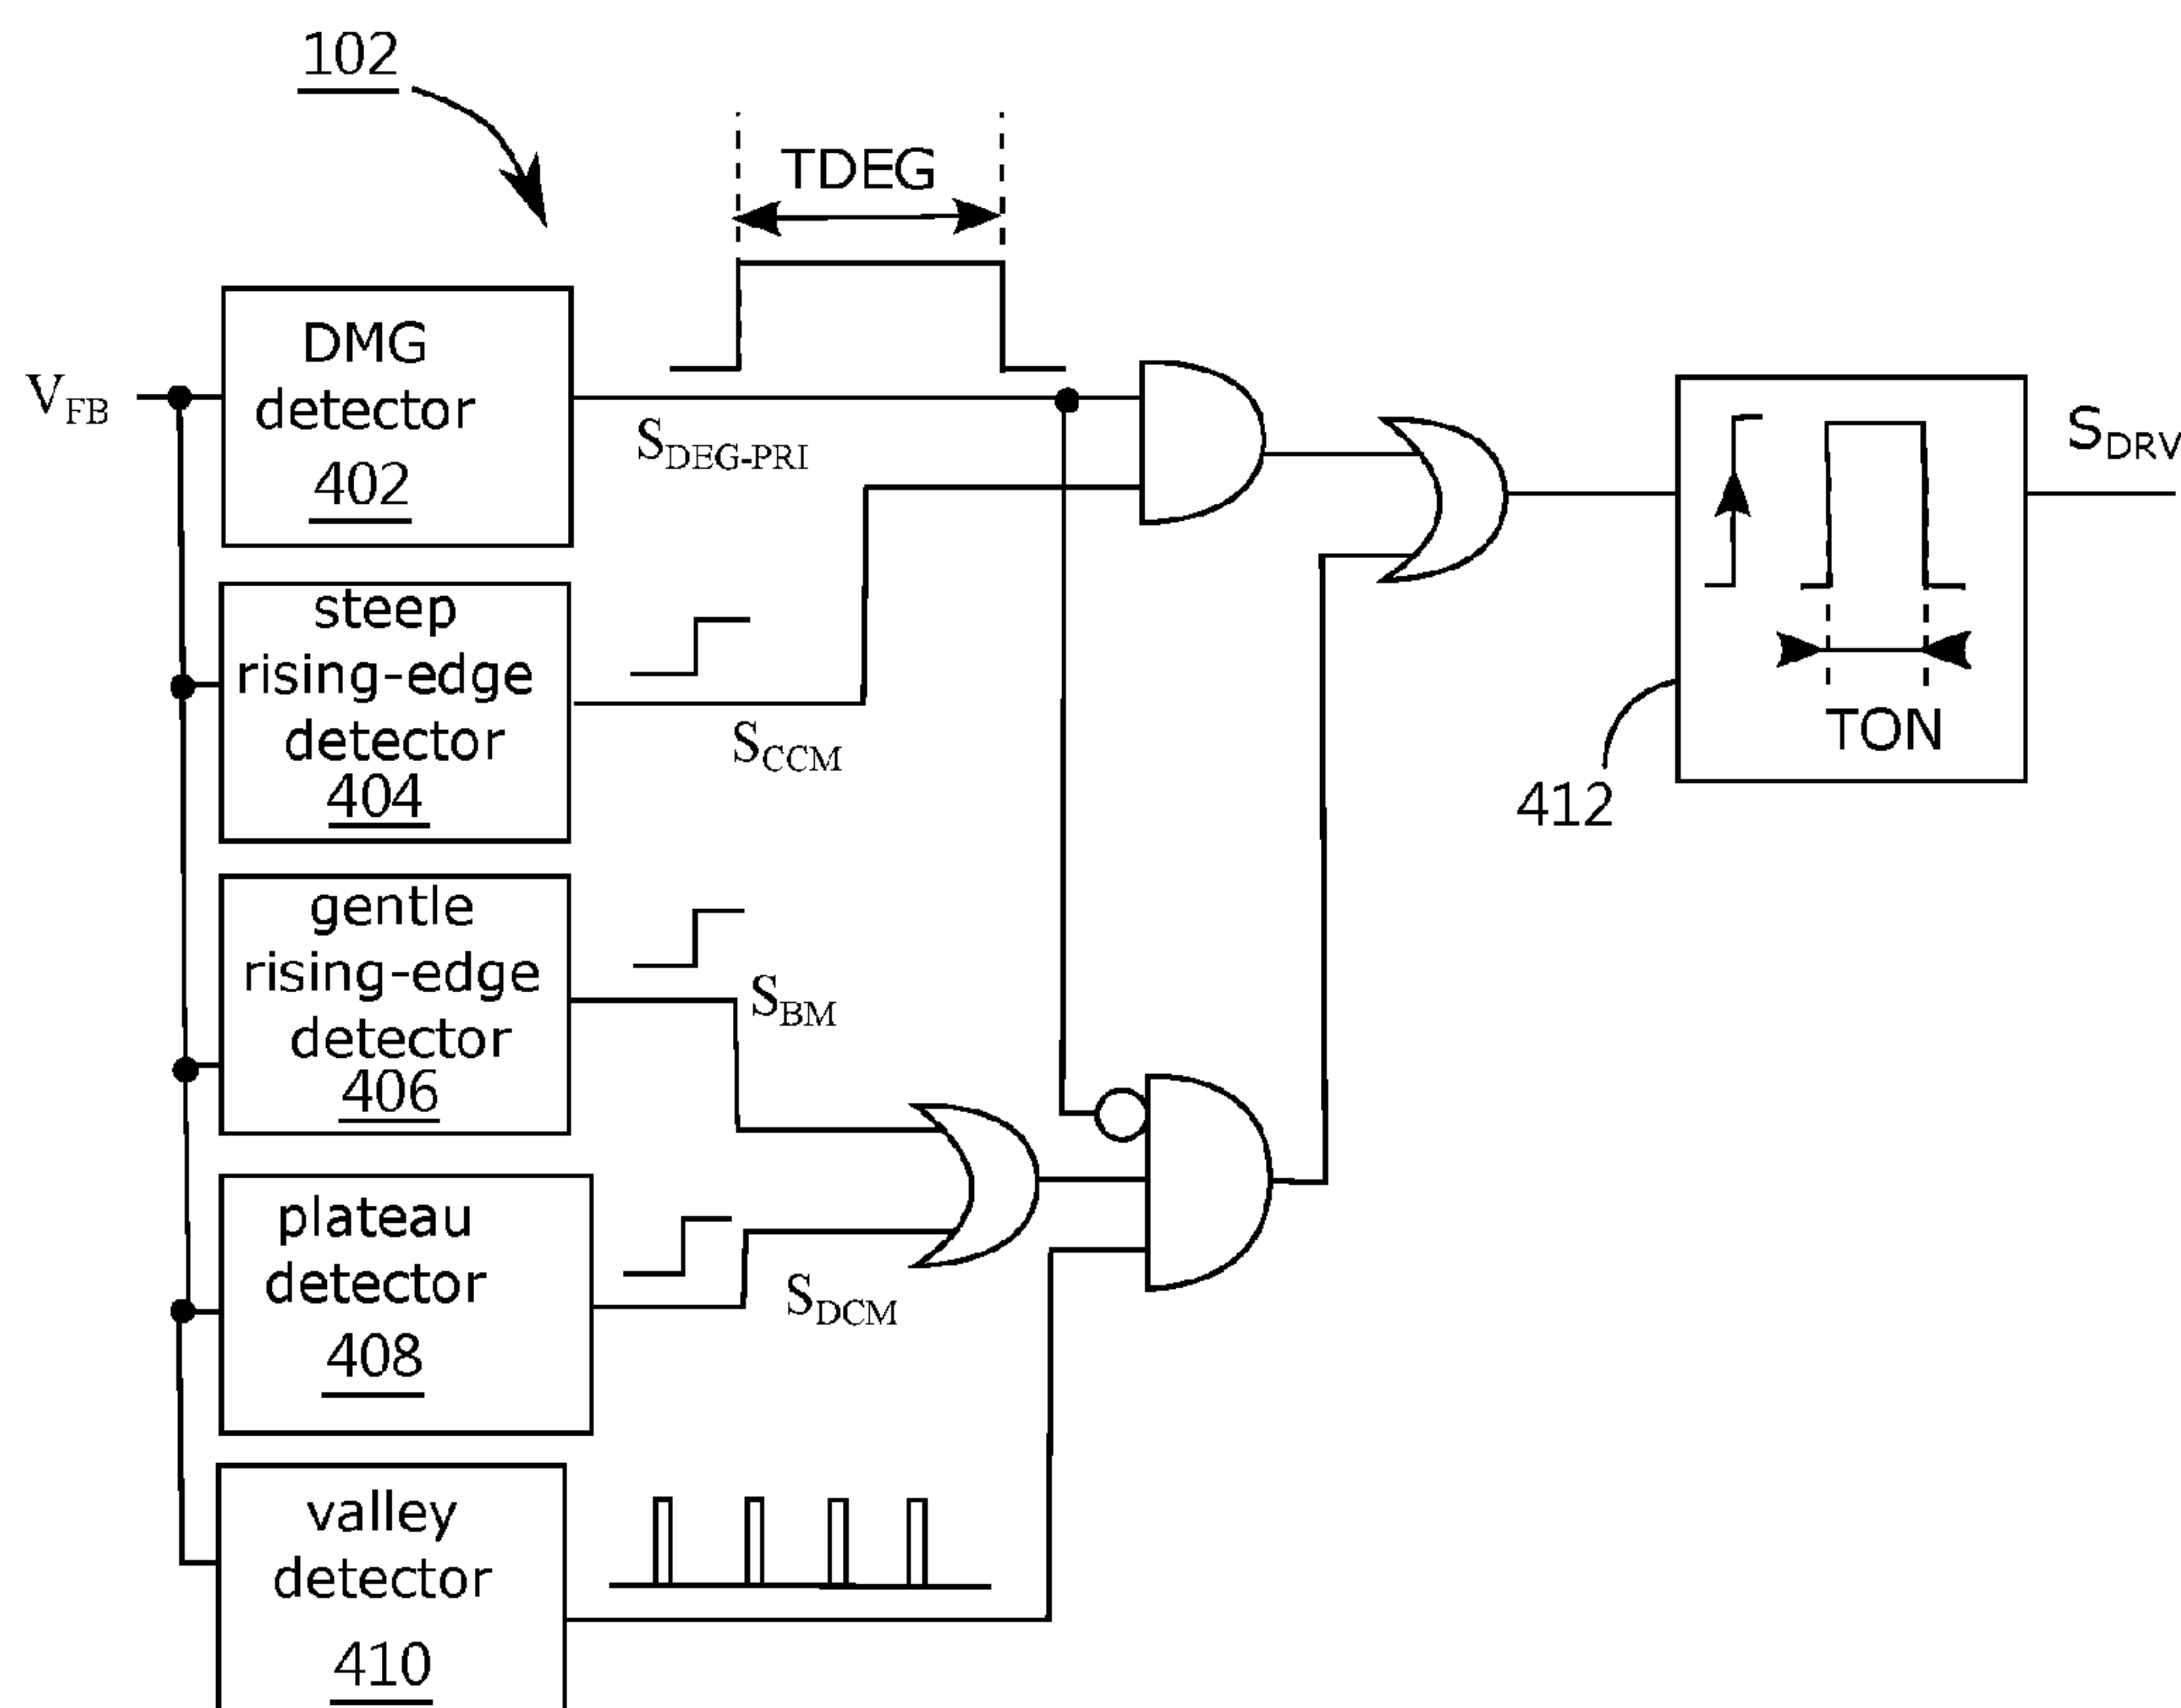 102
TDEG
DMG
detector
402
VFB
SDEG-PRI
steep
rising-edge
detector
404
SCCM
SDRV
TON
412
gentle
rising-edge
detector
406
SBM
plateau
detector
408
SDCM
valley
detector
410